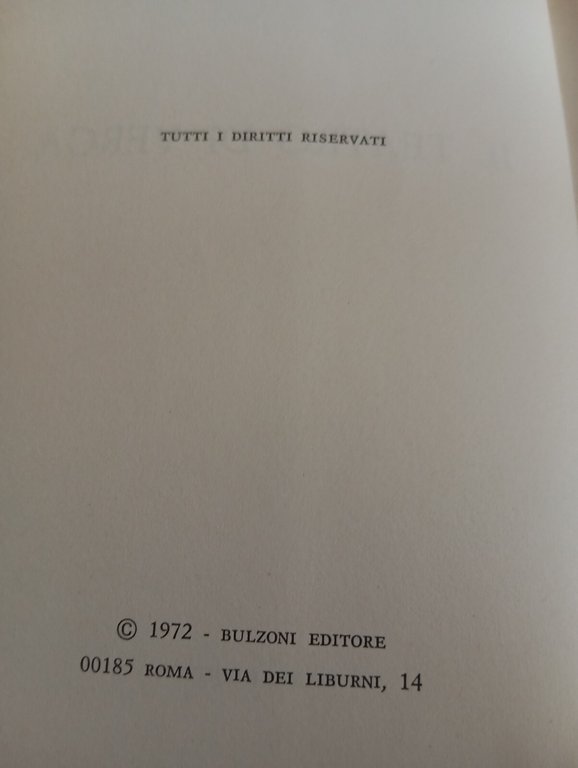 TUTTI I DIRITTI RISERVATI
© 1972 - BULZONI EDITORE
00185 ROMA - VIA DEI LIBURNI, 14